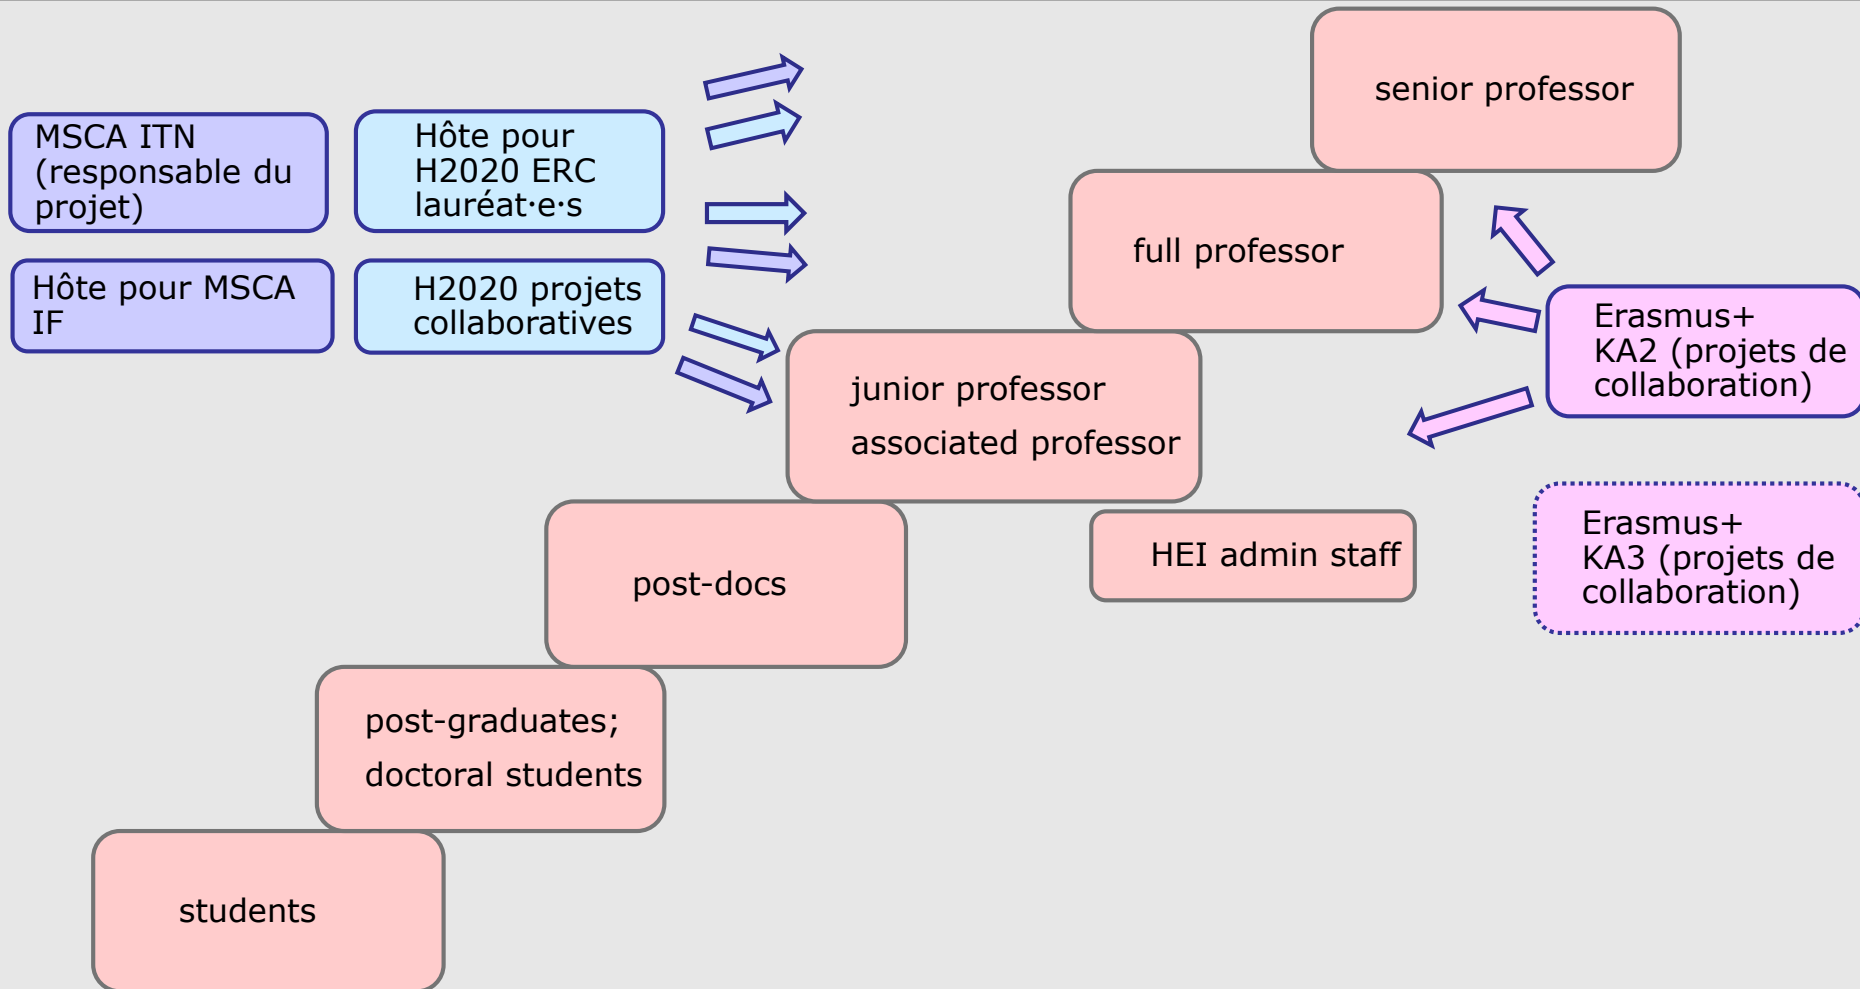 senior professor
MSCA ITN
(responsable du
projet)
Hôte pour
H2020 ERC
lauréat·e·s
full professor
Hôte pour MSCA
IF
H2020 projets
collaboratives
Erasmus+
KA2 (projets de
collaboration)
junior professor
associated professor
Erasmus+
KA3 (projets de
collaboration)
HEI admin staff
post-docs
post-graduates;
doctoral students
students